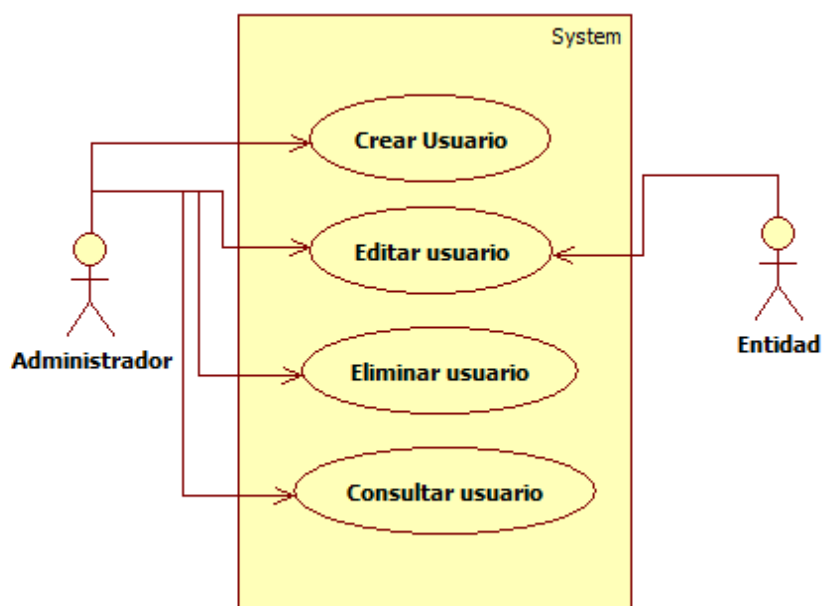 System
Crear Usuario
Editar usuario
Administrador
Entidad
Eliminar usuario
Consultar usuario